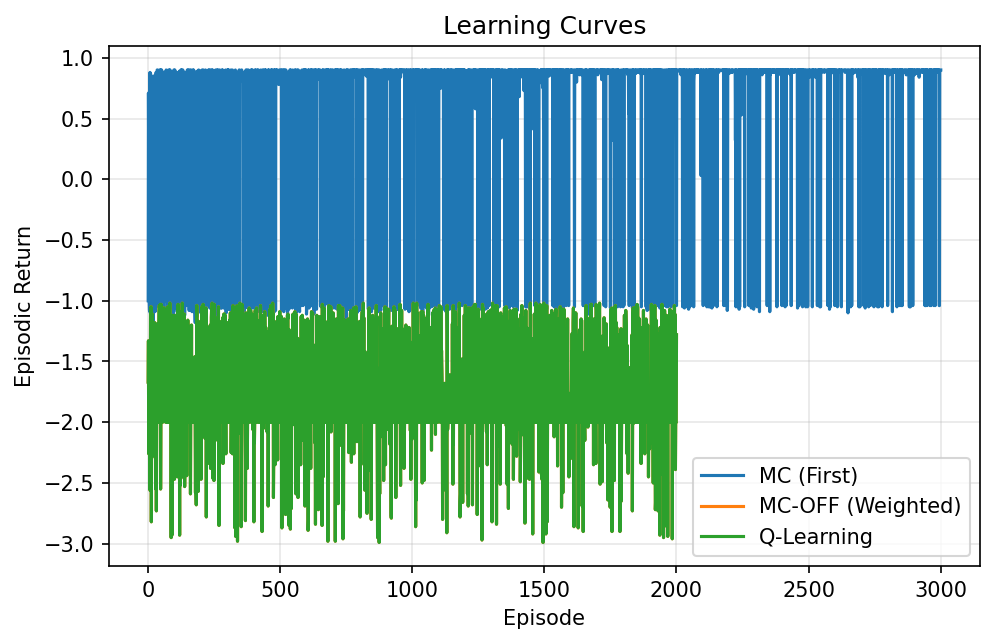 Learning Curves
1.0
0.5
0.0
−0.5
−1.0
−1.5
−2.0
−2.5
−3.0
Episodic Return
MC (First)
MC-OFF (Weighted)
Q-Learning
0 500 1000 1500 2000 2500 3000
Episode